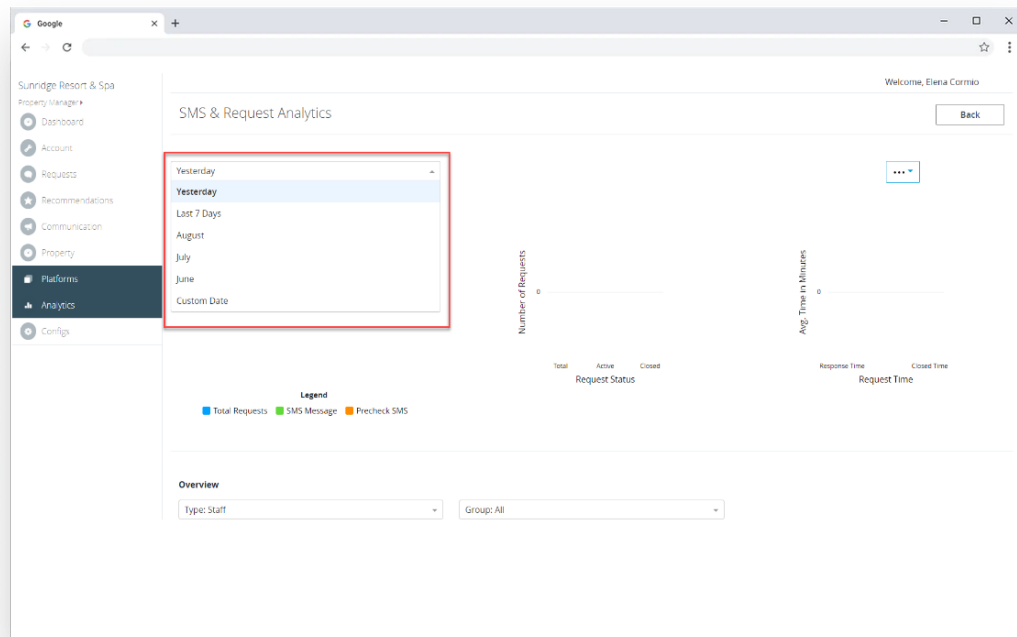 Google
Welcome, Elena Cormio
Sunridge Resort & Spa
Property Manager
Dashboard
Account
Requests
Recommendations
Communication
Property
Platforms
Analytics
Configs
SMS & Request Analytics
Back
Yesterday
Yesterday
Last 7 Days
August
July
June
Custom Date
Number of Requests
0
Total Active Closed
Request Status
Avg. Time in Minutes
0
Response Time Closed Time
Request Time
Legend
Total Requests SMS Message Precheck SMS
Overview
Type: Staff
Group: All